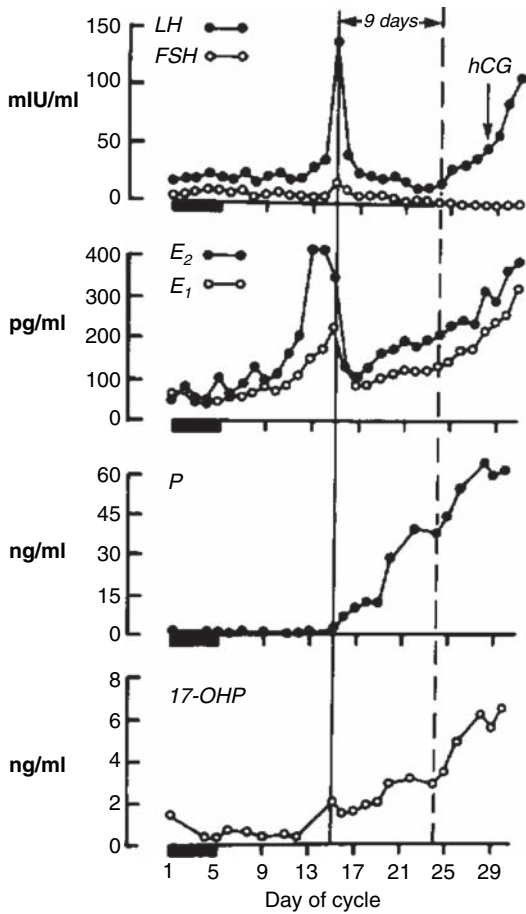 LH
FSH
9 days
hCG
mIU/ml
150
100
50
0
E2
E1
pg/ml
400
300
200
100
0
P
ng/ml
60
45
30
15
0
17-OHP
ng/ml
8
6
4
2
0
1 5 9 13 17 21 25 29
Day of cycle